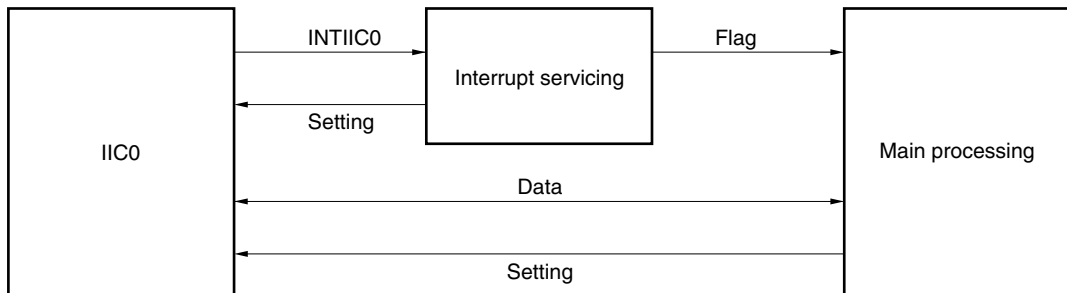 INTIIC0
Flag
Interrupt servicing
Setting
IIC0
Main processing
Data
Setting